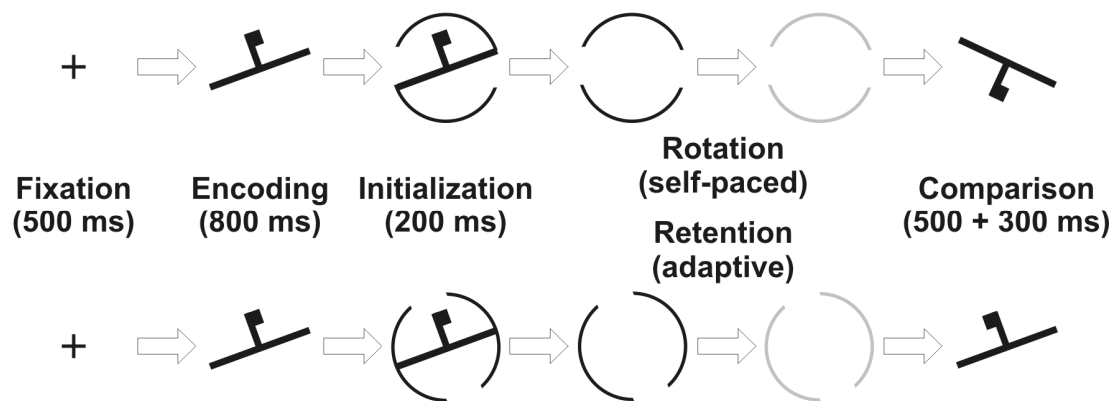 Rotation
(self-paced)
Fixation
(500 ms)
Encoding
(800 ms)
Initialization
(200 ms)
Comparison
(500 + 300 ms)
Retention
(adaptive)